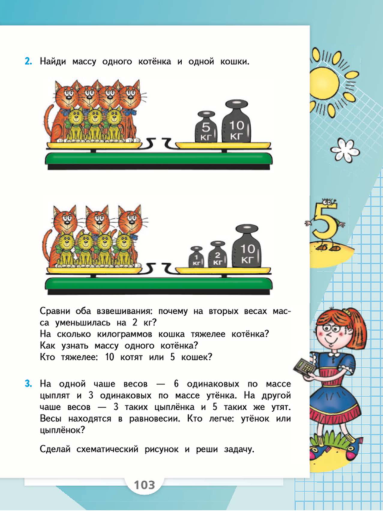 2. Найди массу одного котёнка и одной кошки.
5
КГ
10
КГ
1
кг
2
кг
10
КГ
5
Сравни оба взвешивания: почему на вторых весах мас-
са уменьшилась на 2 кг?
На сколько килограммов кошка тяжелее котёнка?
Как узнать массу одного котёнка?
Кто тяжелее: 10 котят или 5 кошек?
3. На одной чаше весов — 6 одинаковых по массе
цыплят и 3 одинаковых по массе утёнка. На другой
чаше весов — 3 таких цыплёнка и 5 таких же утят.
Весы находятся в равновесии. Кто легче: утёнок или
цыплёнок?
Сделай схематический рисунок и реши задачу.
103